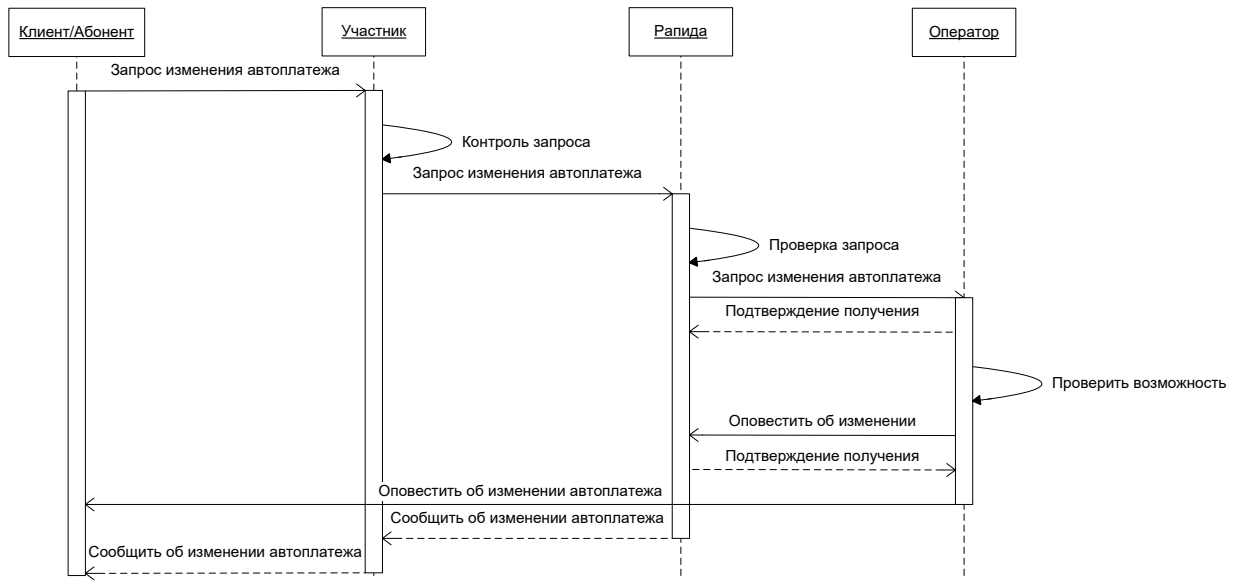 Клиент/Абонент
Участник
Рапида
Оператор
Запрос изменения автоплатежа
Контроль запроса
Запрос изменения автоплатежа
Проверка запроса
Запрос изменения автоплатежа
Подтверждение получения
Проверить возможность
Оповестить об изменении
Подтверждение получения
Оповестить об изменении автоплатежа
Сообщить об изменении автоплатежа
Сообщить об изменении автоплатежа